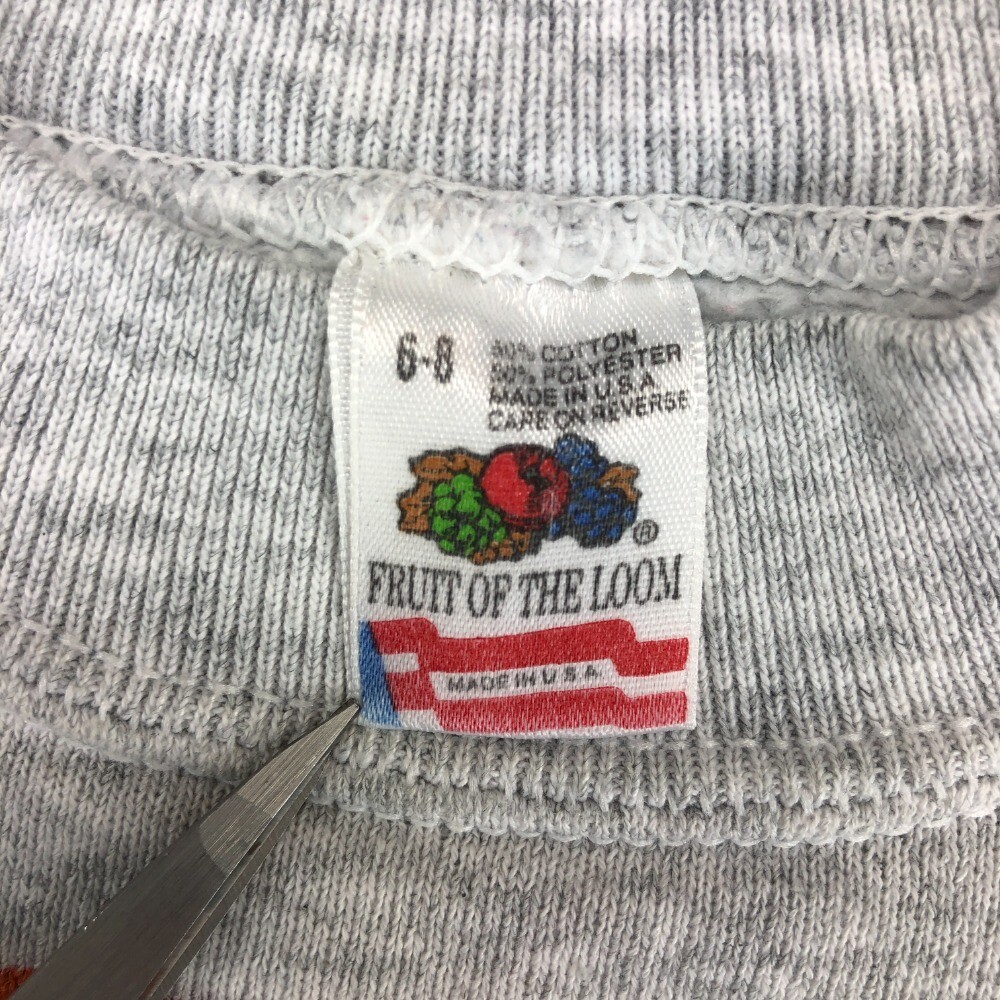 6-8
50% COTTON
50% POLYESTER
MADE IN U.S.A
CARE ON REVERSE
®
FRUIT OF THE LOOM
MADE IN U.S.A.